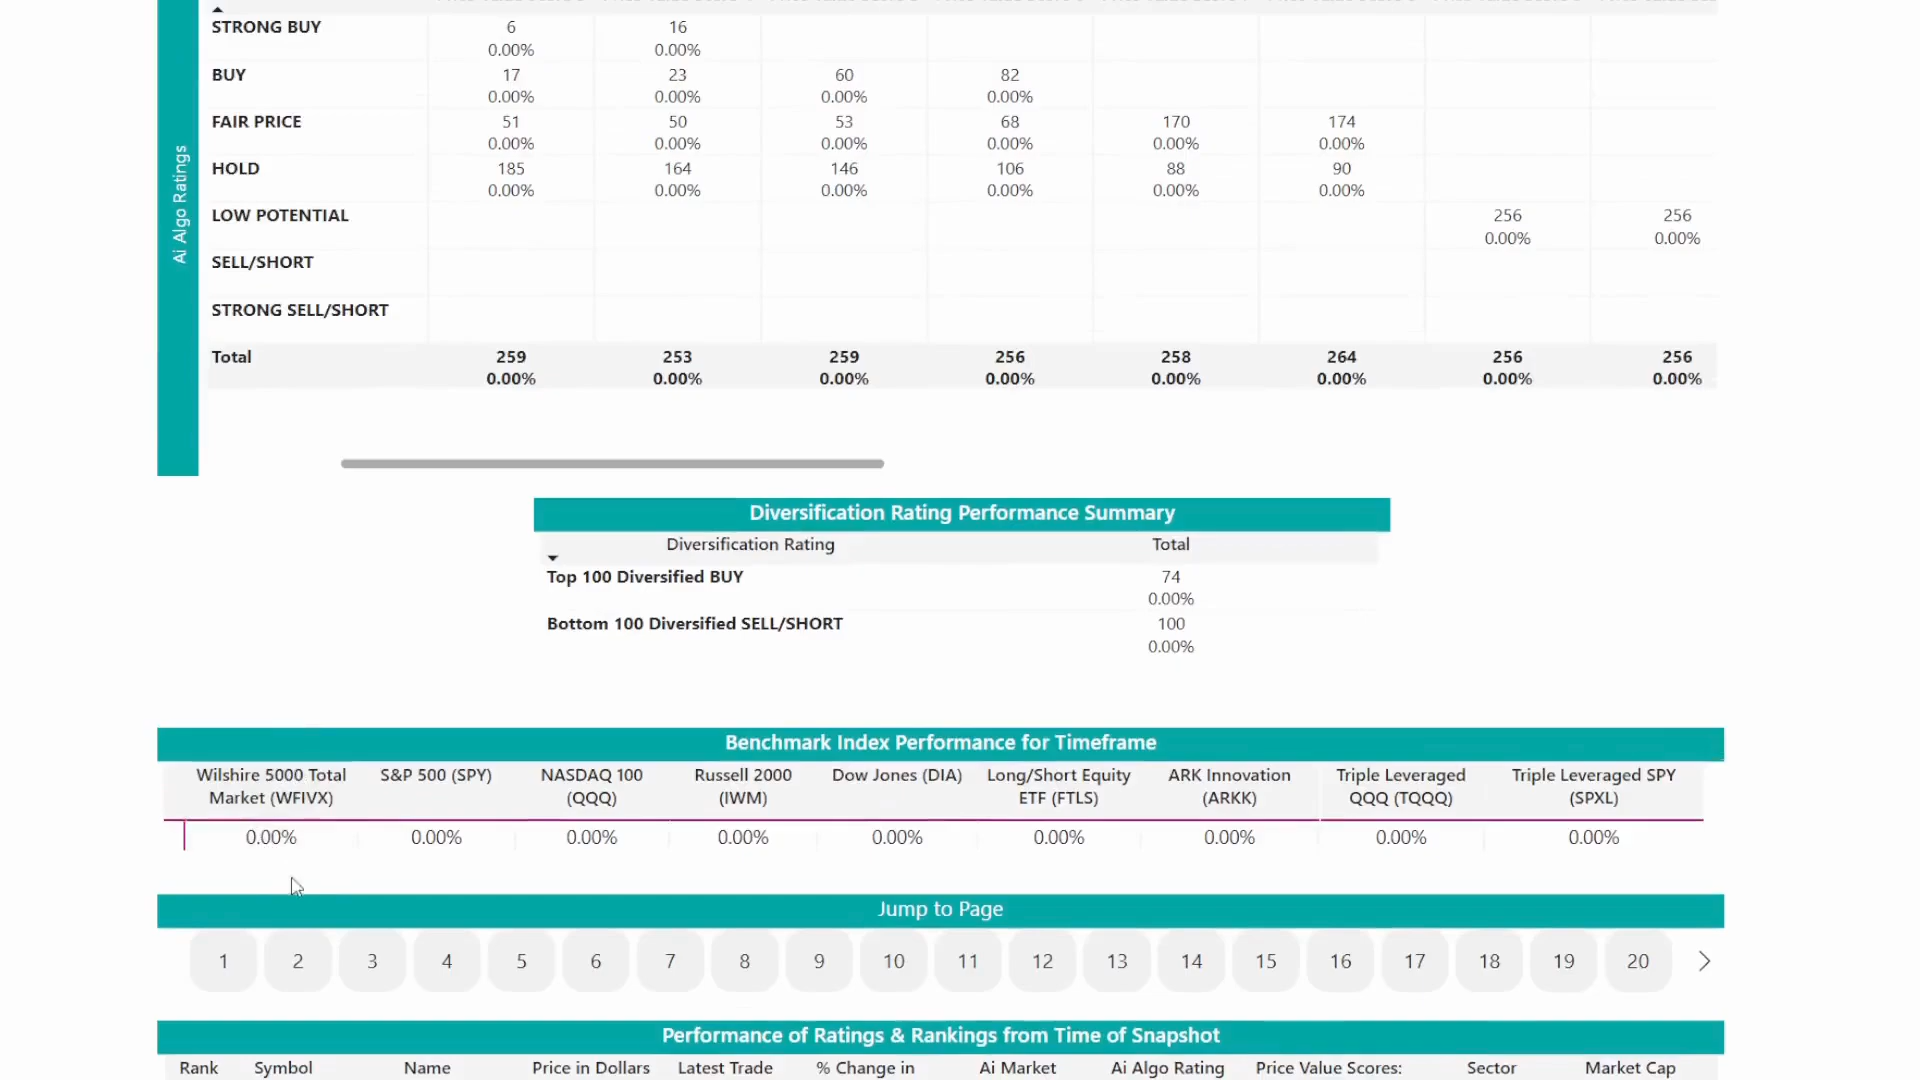 STRONG BUY 6 16
0.00% 0.00%
BUY 17 23 60 82
0.00% 0.00% 0.00% 0.00%
FAIR PRICE 51 50 53 68 170 174
0.00% 0.00% 0.00% 0.00% 0.00% 0.00%
HOLD 185 164 146 106 88 90
0.00% 0.00% 0.00% 0.00% 0.00% 0.00%
Ai Algo Ratings
LOW POTENTIAL 256 256
0.00% 0.00%
SELL/SHORT
STRONG SELL/SHORT
Total 259 253 259 256 258 264 256 256
0.00% 0.00% 0.00% 0.00% 0.00% 0.00% 0.00% 0.00%
Diversification Rating Performance Summary
Diversification Rating Total
Top 100 Diversified BUY 74
0.00%
Bottom 100 Diversified SELL/SHORT 100
0.00%
Benchmark Index Performance for Timeframe
Wilshire 5000 Total S&P 500 (SPY) NASDAQ 100 Russell 2000 Dow Jones (DIA) Long/Short Equity ARK Innovation Triple Leveraged Triple Leveraged SPY
Market (WFIVX) (QQQ) (IWM) ETF (FTLS) (ARKK) QQQ (TQQQ) (SPXL)
0.00% 0.00% 0.00% 0.00% 0.00% 0.00% 0.00% 0.00% 0.00%
Jump to Page
1 2 3 4 5 6 7 8 9 10 11 12 13 14 15 16 17 18 19 20
Performance of Ratings & Rankings from Time of Snapshot
Rank Symbol Name Price in Dollars Latest Trade % Change in Ai Market Ai Algo Rating Price Value Scores: Sector Market Cap